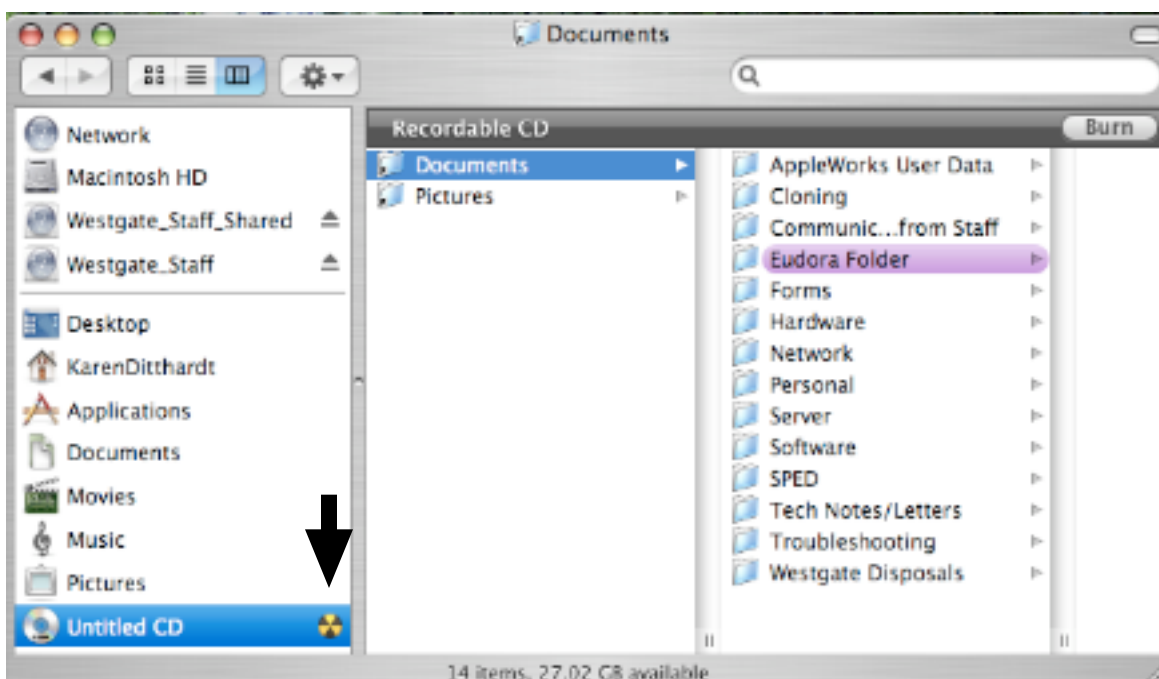 Documents
Recordable CD
Burn
Network
Macintosh HD
Westgate_Staff_Shared
Westgate_Staff
Desktop
KarenDitthardt
Applications
Documents
Movies
Music
Pictures
Untitled CD
Documents
Pictures
AppleWorks User Data
Cloning
Communic...from Staff
Eudora Folder
Forms
Hardware
Network
Personal
Server
Software
SPED
Tech Notes/Letters
Troubleshooting
Westgate Disposals
14 items, 27.02 GB available